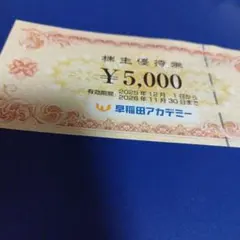 株主優待券
¥5,000
有効期限 2025年12月 1日から
2026年11月30日まで
早稲田アカデミー